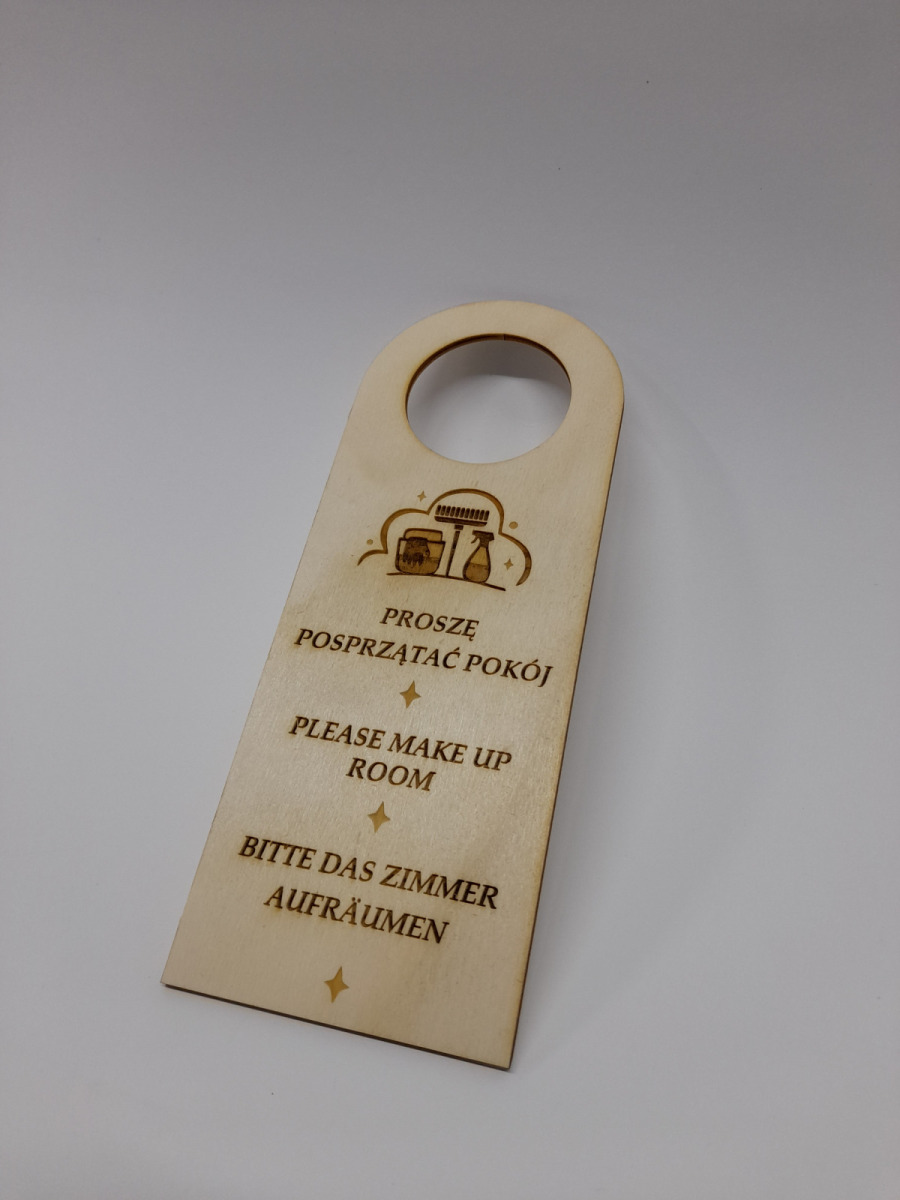 PROSZĘ
POSPRZĄTAĆ POKÓJ
PLEASE MAKE UP
ROOM
BITTE DAS ZIMMER
AUFRÄUMEN